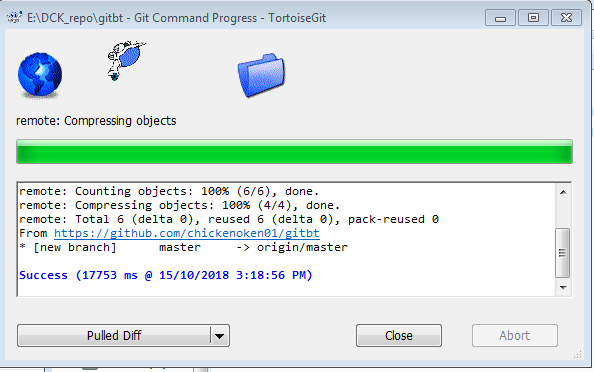 E:\DCK_repo\gitbt - Git Command Progress - TortoiseGit
remote: Compressing objects
remote: Counting objects: 100% (6/6), done.
remote: Compressing objects: 100% (4/4), done.
remote: Total 6 (delta 0), reused 6 (delta 0), pack-reused 0
From https://github.com/chickenoken01/gitbt
* [new branch]      master     -> origin/master
Success (17753 ms @ 15/10/2018 3:18:56 PM)
Pulled Diff
Close
Abort